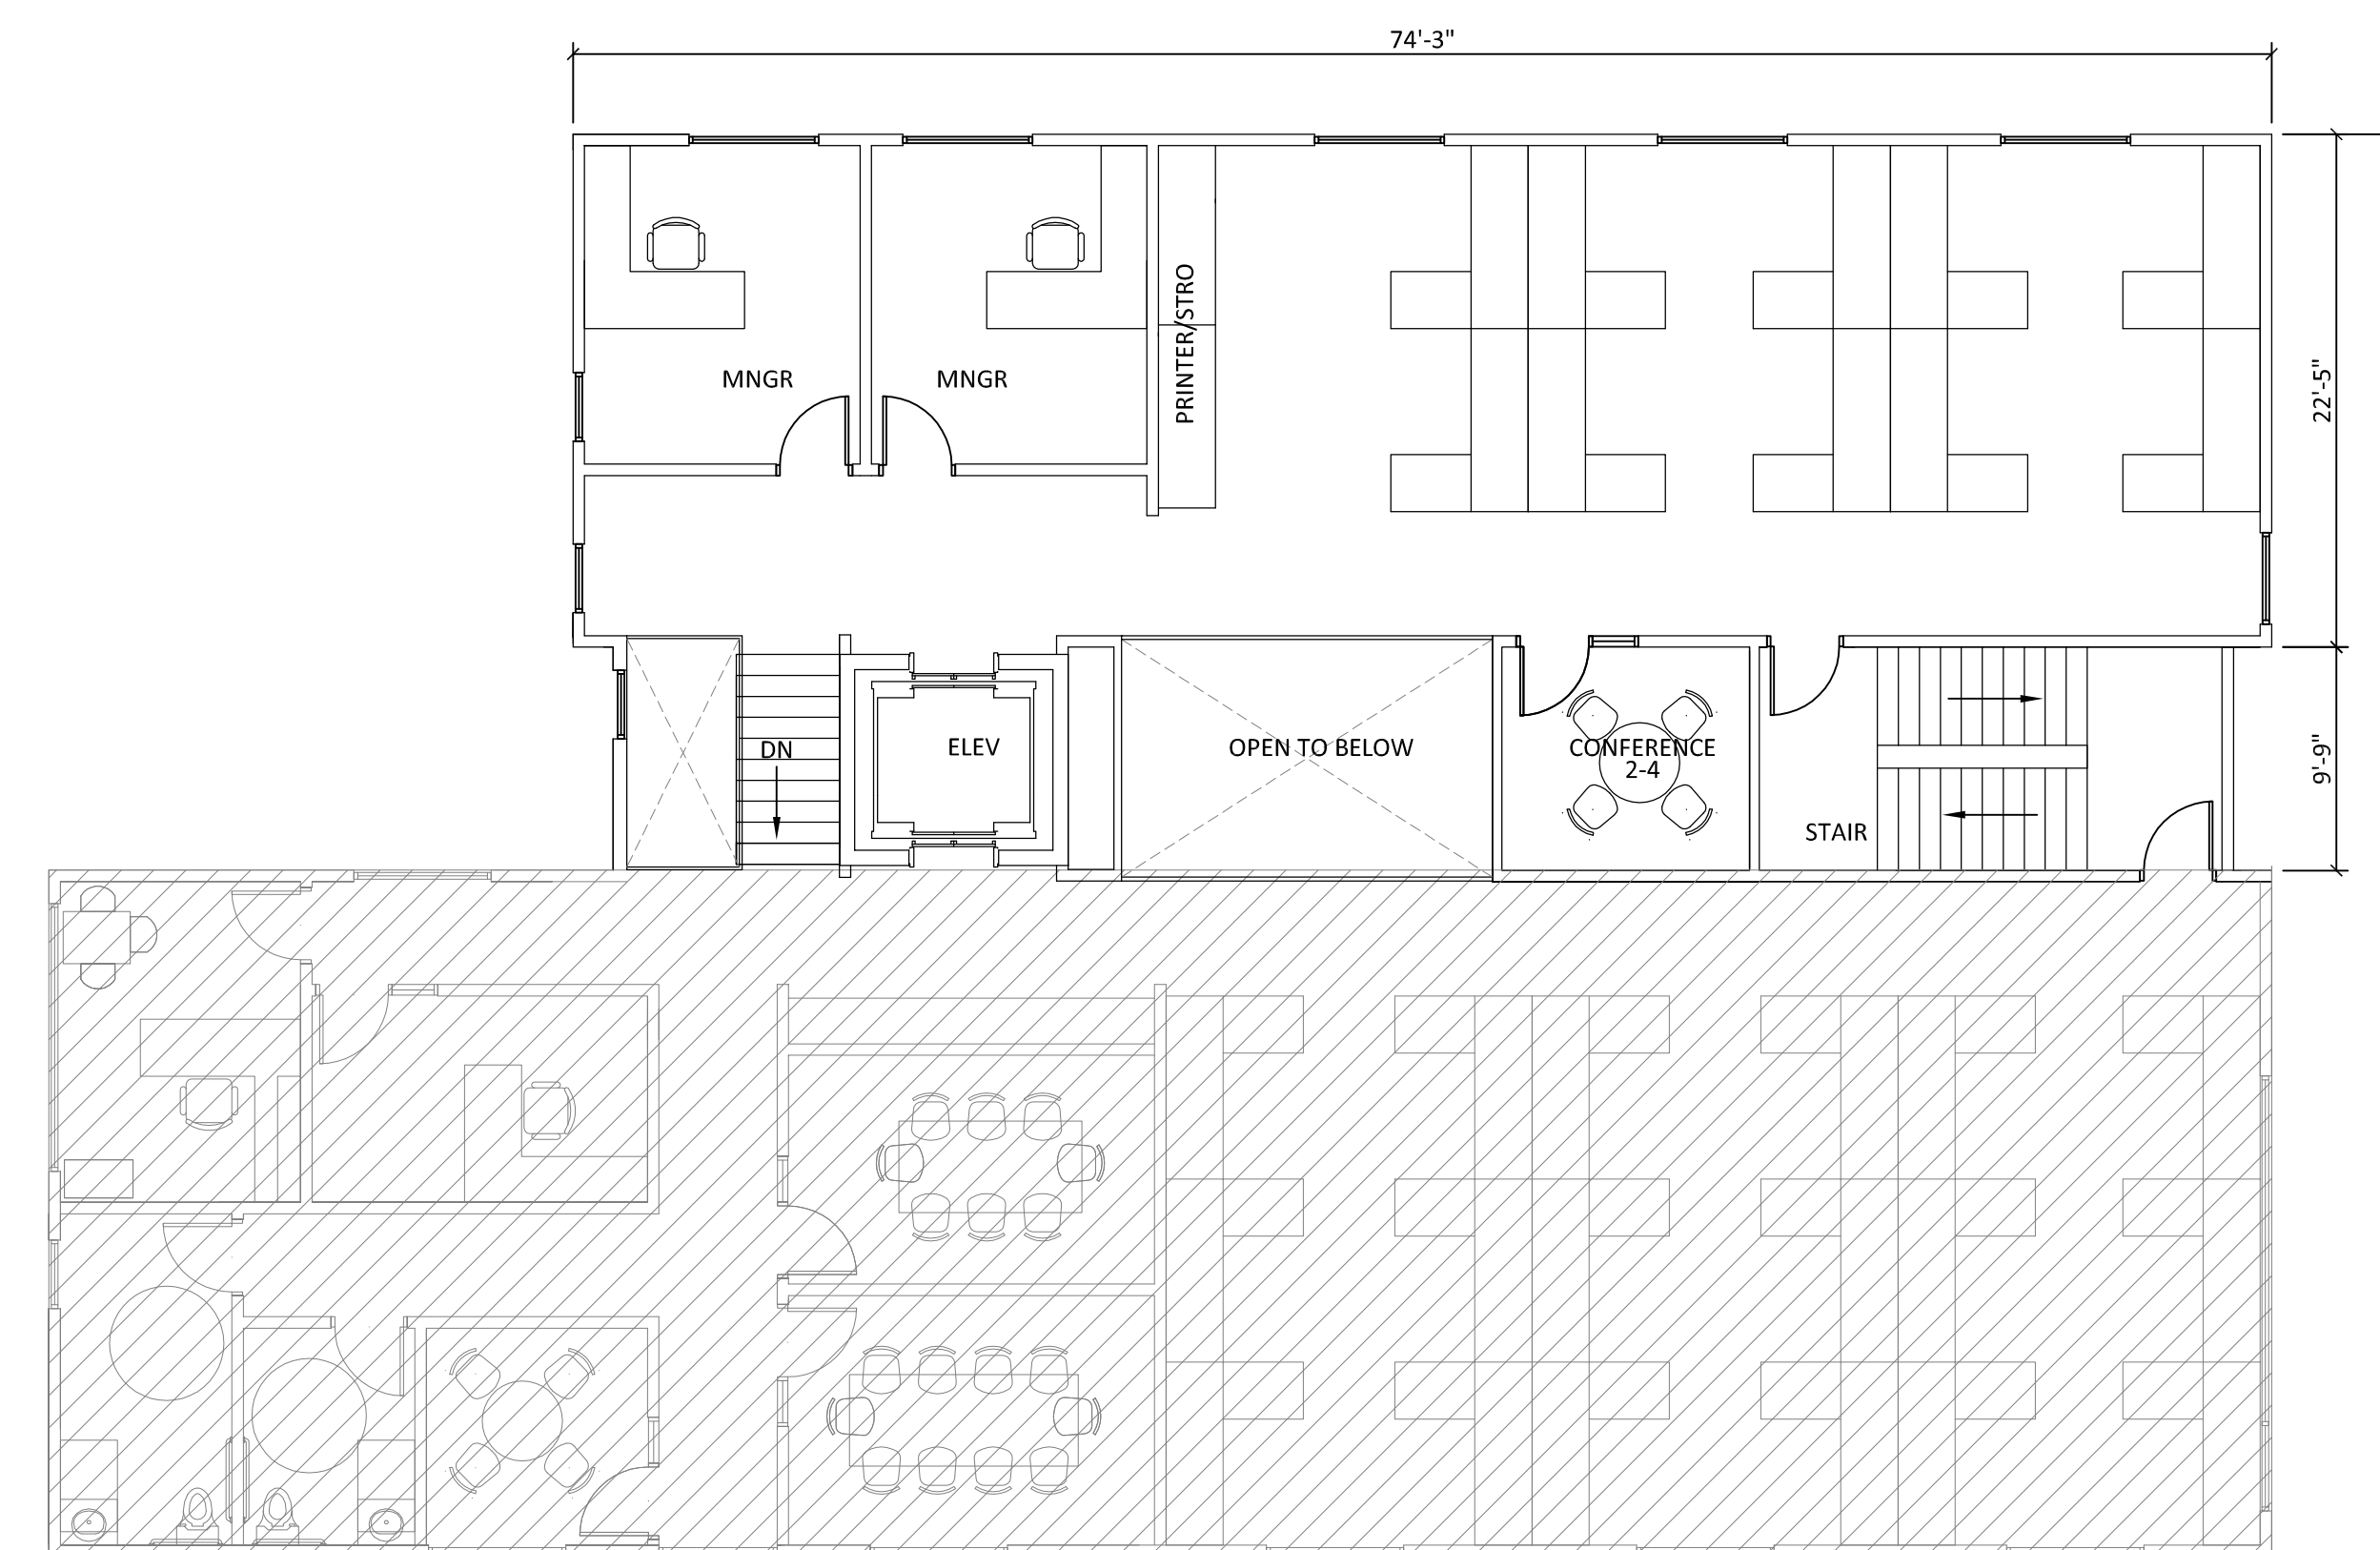 74'-3"
MNGR
MNGR
PRINTER/STRO
22'-5"
DN
ELEV
OPEN TO BELOW
CONFERENCE
2-4
9'-9"
STAIR